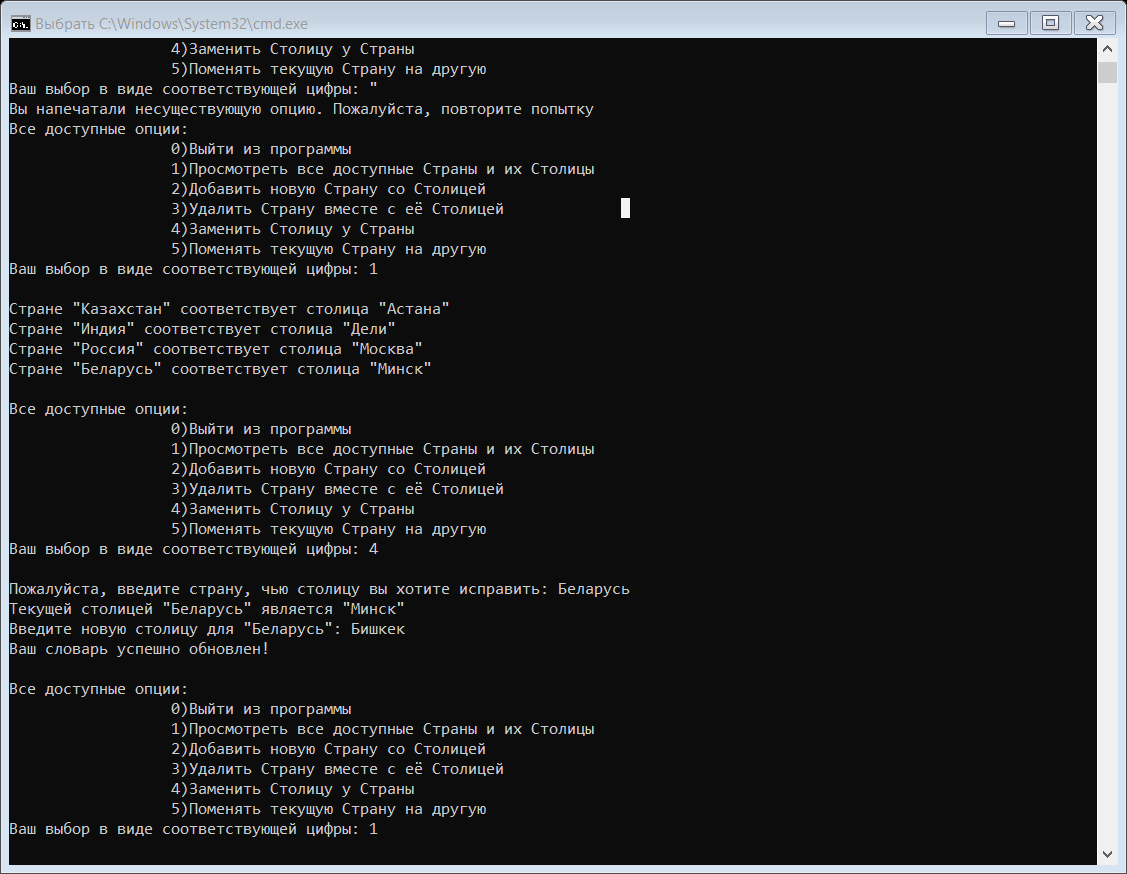 Выбрать C:\Windows\System32\cmd.exe
4)Заменить Столицу у Страны
5)Поменять текущую Страну на другую
Ваш выбор в виде соответствующей цифры: "
Вы напечатали несуществующую опцию. Пожалуйста, повторите попытку
Все доступные опции:
0)Выйти из программы
1)Просмотреть все доступные Страны и их Столицы
2)Добавить новую Страну со Столицей
3)Удалить Страну вместе с её Столицей
4)Заменить Столицу у Страны
5)Поменять текущую Страну на другую
Ваш выбор в виде соответствующей цифры: 1
Стране "Казахстан" соответствует столица "Астана"
Стране "Индия" соответствует столица "Дели"
Стране "Россия" соответствует столица "Москва"
Стране "Беларусь" соответствует столица "Минск"
Все доступные опции:
0)Выйти из программы
1)Просмотреть все доступные Страны и их Столицы
2)Добавить новую Страну со Столицей
3)Удалить Страну вместе с её Столицей
4)Заменить Столицу у Страны
5)Поменять текущую Страну на другую
Ваш выбор в виде соответствующей цифры: 4
Пожалуйста, введите страну, чью столицу вы хотите исправить: Беларусь
Текущей столицей "Беларусь" является "Минск"
Введите новую столицу для "Беларусь": Бишкек
Ваш словарь успешно обновлен!
Все доступные опции:
0)Выйти из программы
1)Просмотреть все доступные Страны и их Столицы
2)Добавить новую Страну со Столицей
3)Удалить Страну вместе с её Столицей
4)Заменить Столицу у Страны
5)Поменять текущую Страну на другую
Ваш выбор в виде соответствующей цифры: 1